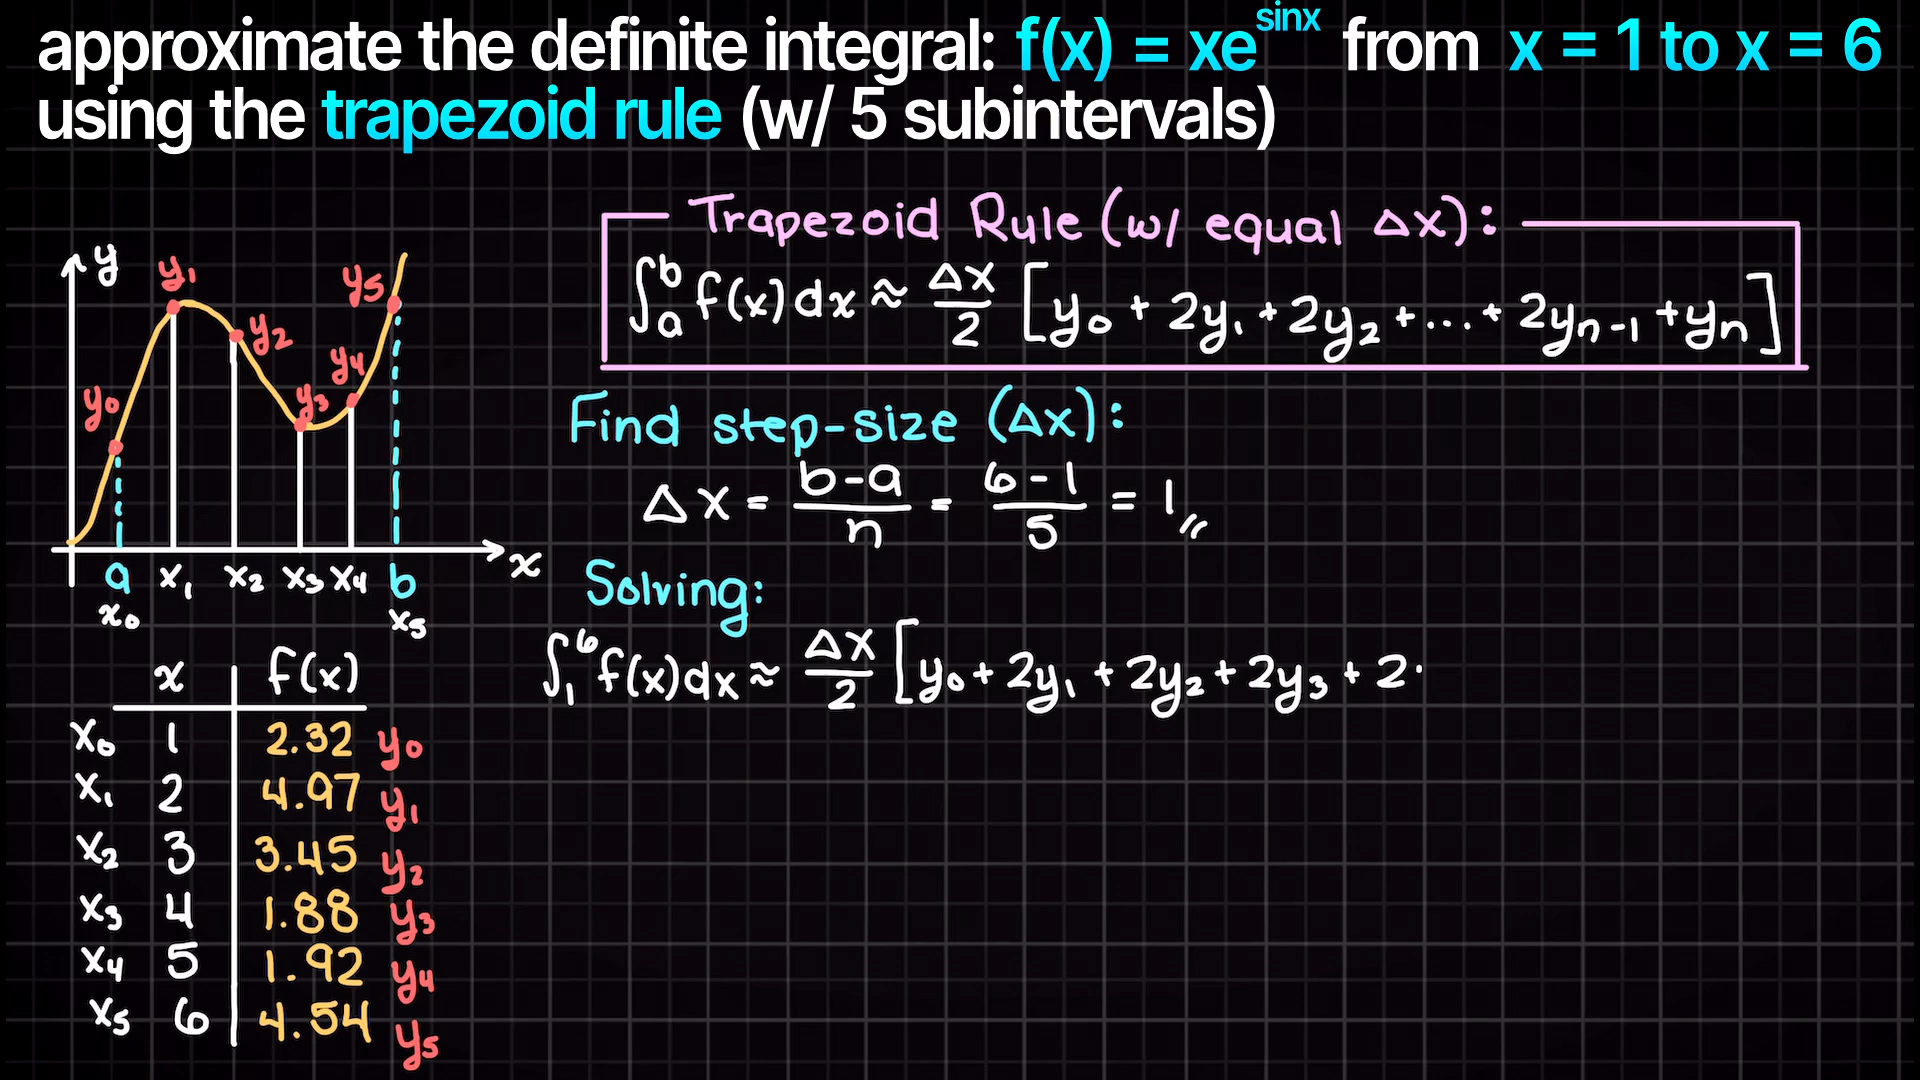 approximate the definite integral: f(x) = xe^sinx from x = 1 to x = 6
using the trapezoid rule (w/ 5 subintervals)
Trapezoid Rule (w/ equal Δx):
∫_a^b f(x)dx ≈ Δx/2 [y₀ + 2y₁ + 2y₂ + ... + 2yₙ₋₁ + yₙ]
Find step-size (Δx):
Δx = b-a/n = 6-1/5 = 1
Solving:
∫_1^6 f(x)dx ≈ Δx/2 [y₀ + 2y₁ + 2y₂ + 2y₃ + 2
y
y₀ y₁ y₂ y₃ y₄ y₅
x
a x₁ x₂ x₃ x₄ b
x₀ x₅
x f(x)
x₀ 1 2.32 y₀
x₁ 2 4.97 y₁
x₂ 3 3.45 y₂
x₃ 4 1.88 y₃
x₄ 5 1.92 y₄
x₅ 6 4.54 y₅